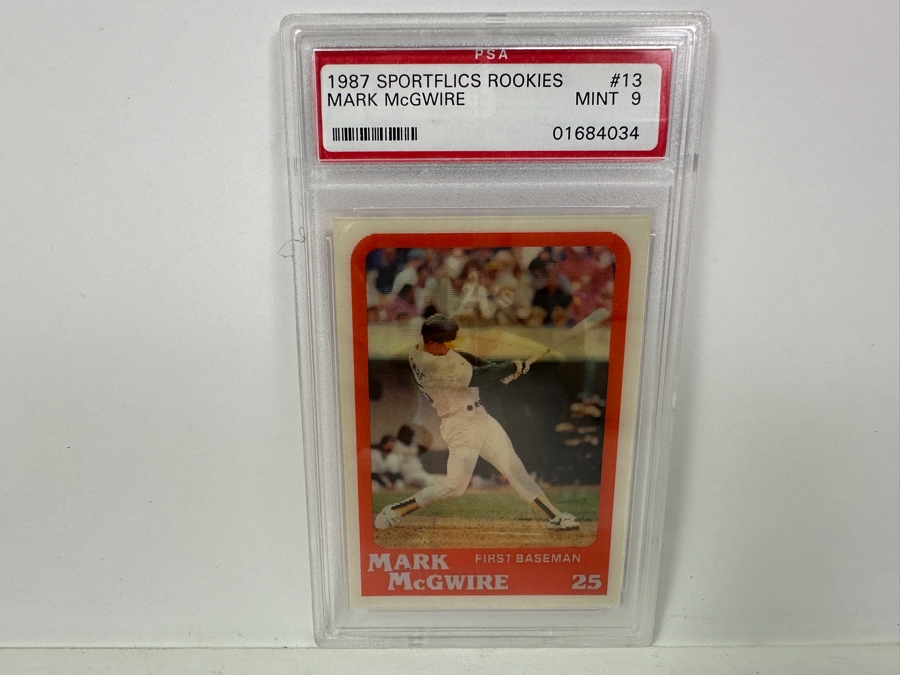 PSA
1987 SPORTFLICS ROOKIES #13
MARK McGWIRE MINT 9
01684034
A's
MARK FIRST BASEMAN
McGWIRE 25